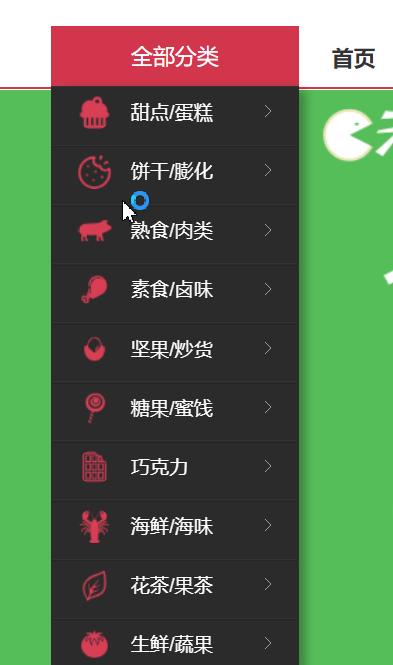 全部分类
首页
甜点/蛋糕
饼干/膨化
熟食/肉类
素食/卤味
坚果/炒货
糖果/蜜饯
巧克力
海鲜/海味
花茶/果茶
生鲜/蔬果